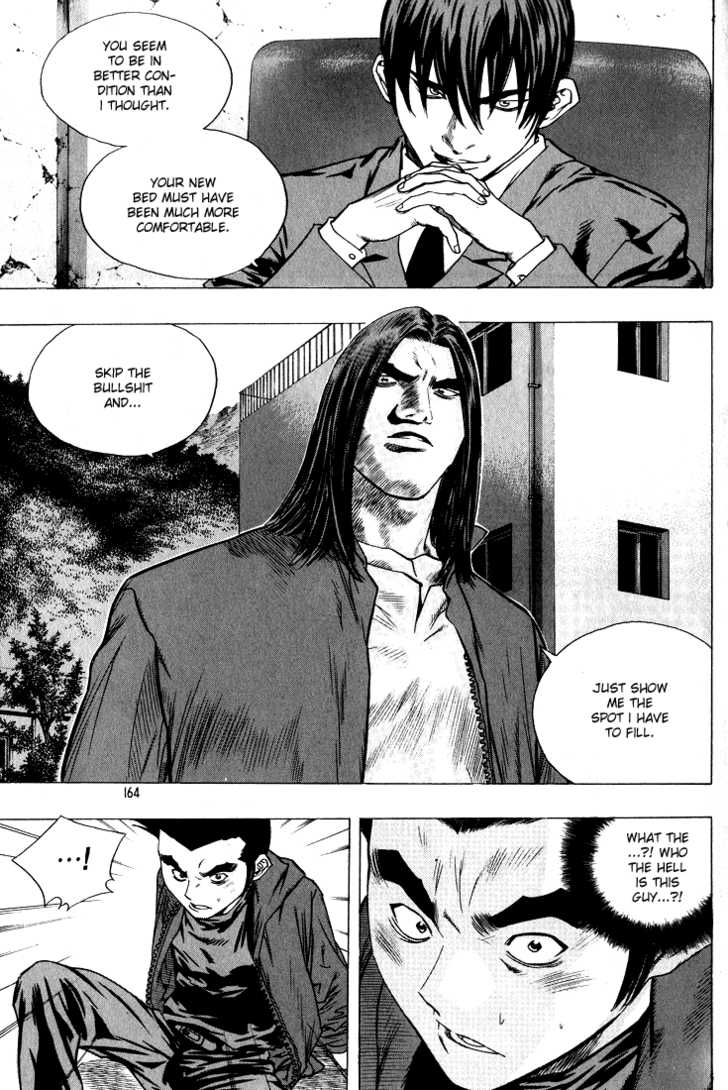 YOU SEEM
TO BE IN
BETTER CON-
DITION THAN
I THOUGHT.
YOUR NEW
BED MUST HAVE
BEEN MUCH MORE
COMFORTABLE.
SKIP THE
BULLSHIT
AND...
JUST SHOW
ME THE
SPOT I HAVE
TO FILL.
164
...!
WHAT THE
...?! WHO
THE HELL
IS THIS
GUY...?!